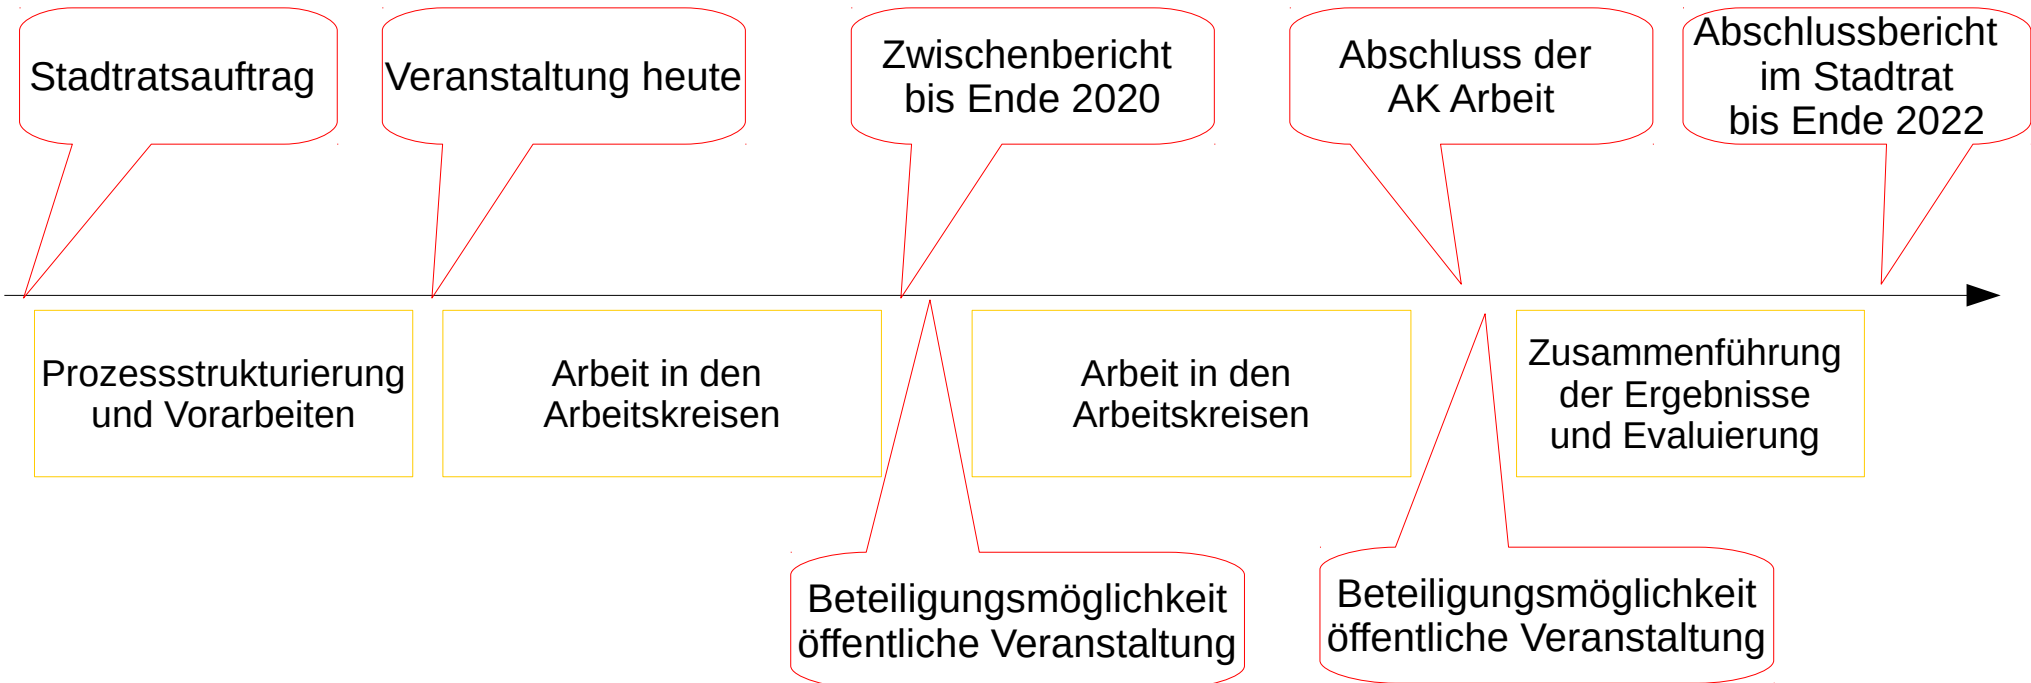 Stadtratsauftrag
Veranstaltung heute
Zwischenbericht
bis Ende 2020
Abschluss der
AK Arbeit
Abschlussbericht
im Stadtrat
bis Ende 2022
Prozessstrukturierung
und Vorarbeiten
Arbeit in den
Arbeitskreisen
Arbeit in den
Arbeitskreisen
Zusammenführung
der Ergebnisse
und Evaluierung
Beteiligungsmöglichkeit
öffentliche Veranstaltung
Beteiligungsmöglichkeit
öffentliche Veranstaltung